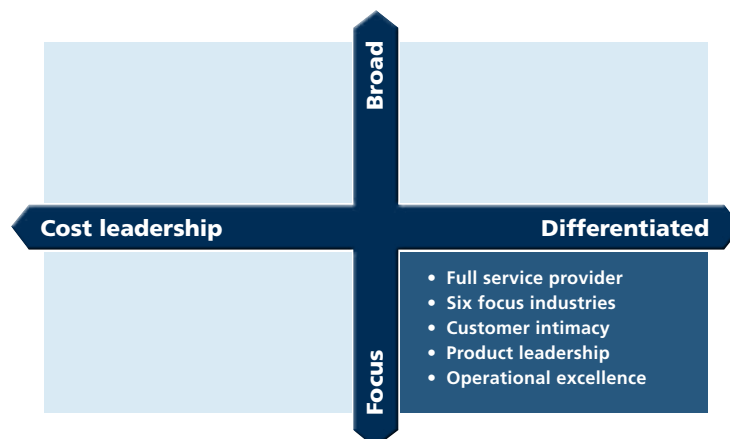 Broad
Cost leadership
Differentiated
• Full service provider
• Six focus industries
• Customer intimacy
• Product leadership
• Operational excellence
Focus